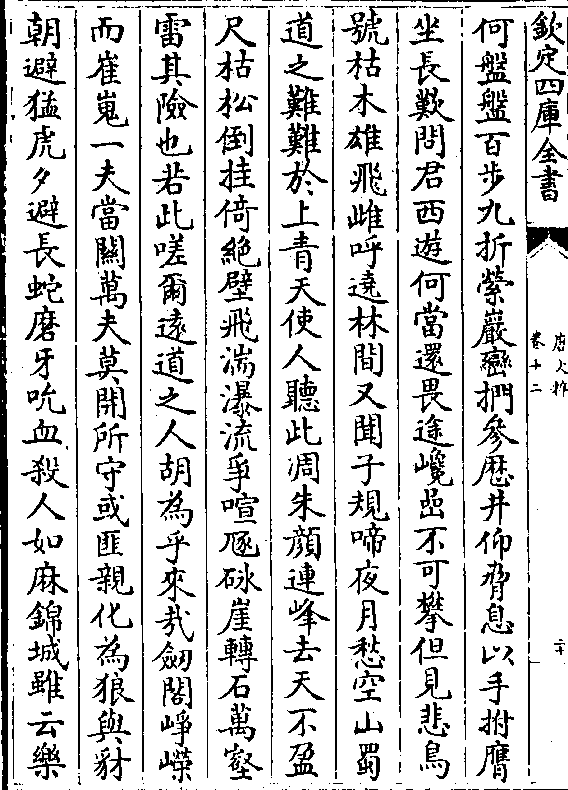 欽定四庫全書
唐文粹
卷十二
二十
何盤盤百步九折縈巖巒捫參歷井仰脅息以手拊膺
坐長歎問君西遊何當還畏途巉嵒不可攀但見悲鳥
號枯木雄飛雌呼遶林間又聞子規啼夜月愁空山蜀
道之難難於上青天使人聽此凋朱顔連峰去天不盈
尺枯松倒挂倚絶壁飛湍瀑流爭喧豗砯崖轉石萬壑
雷其險也若此嗟爾遠道之人胡為乎來哉劒閣崢嶸
而崔嵬一夫當關萬夫莫開所守或匪親化為狼與豺
朝避猛虎夕避長蛇磨牙吮血殺人如麻錦城雖云樂